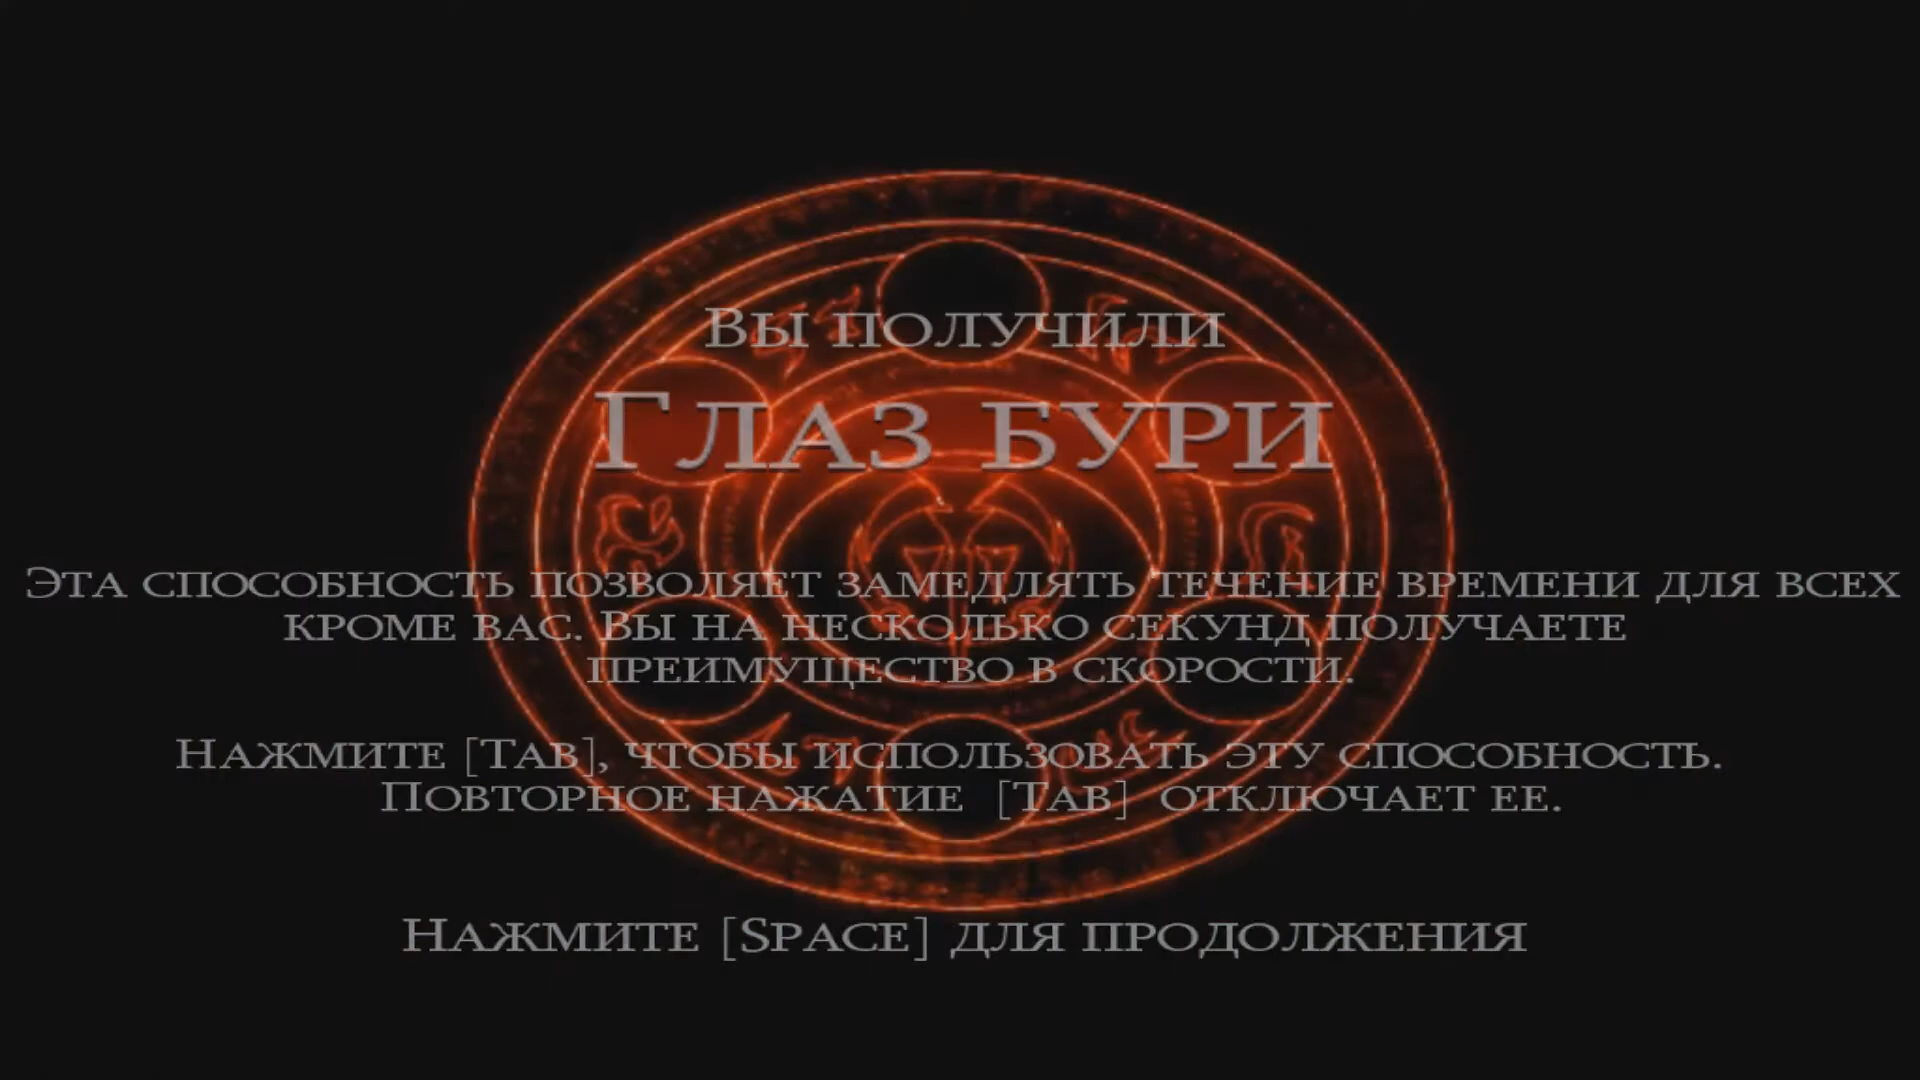 Вы получили
Глаз бури
Эта способность позволяет замедлять течение времени для всех
кроме вас. Вы на несколько секунд получаете
преимущество в скорости.
Нажмите [Tab], чтобы использовать эту способность.
Повторное нажатие [Tab] отключает ее.
Нажмите [Space] для продолжения